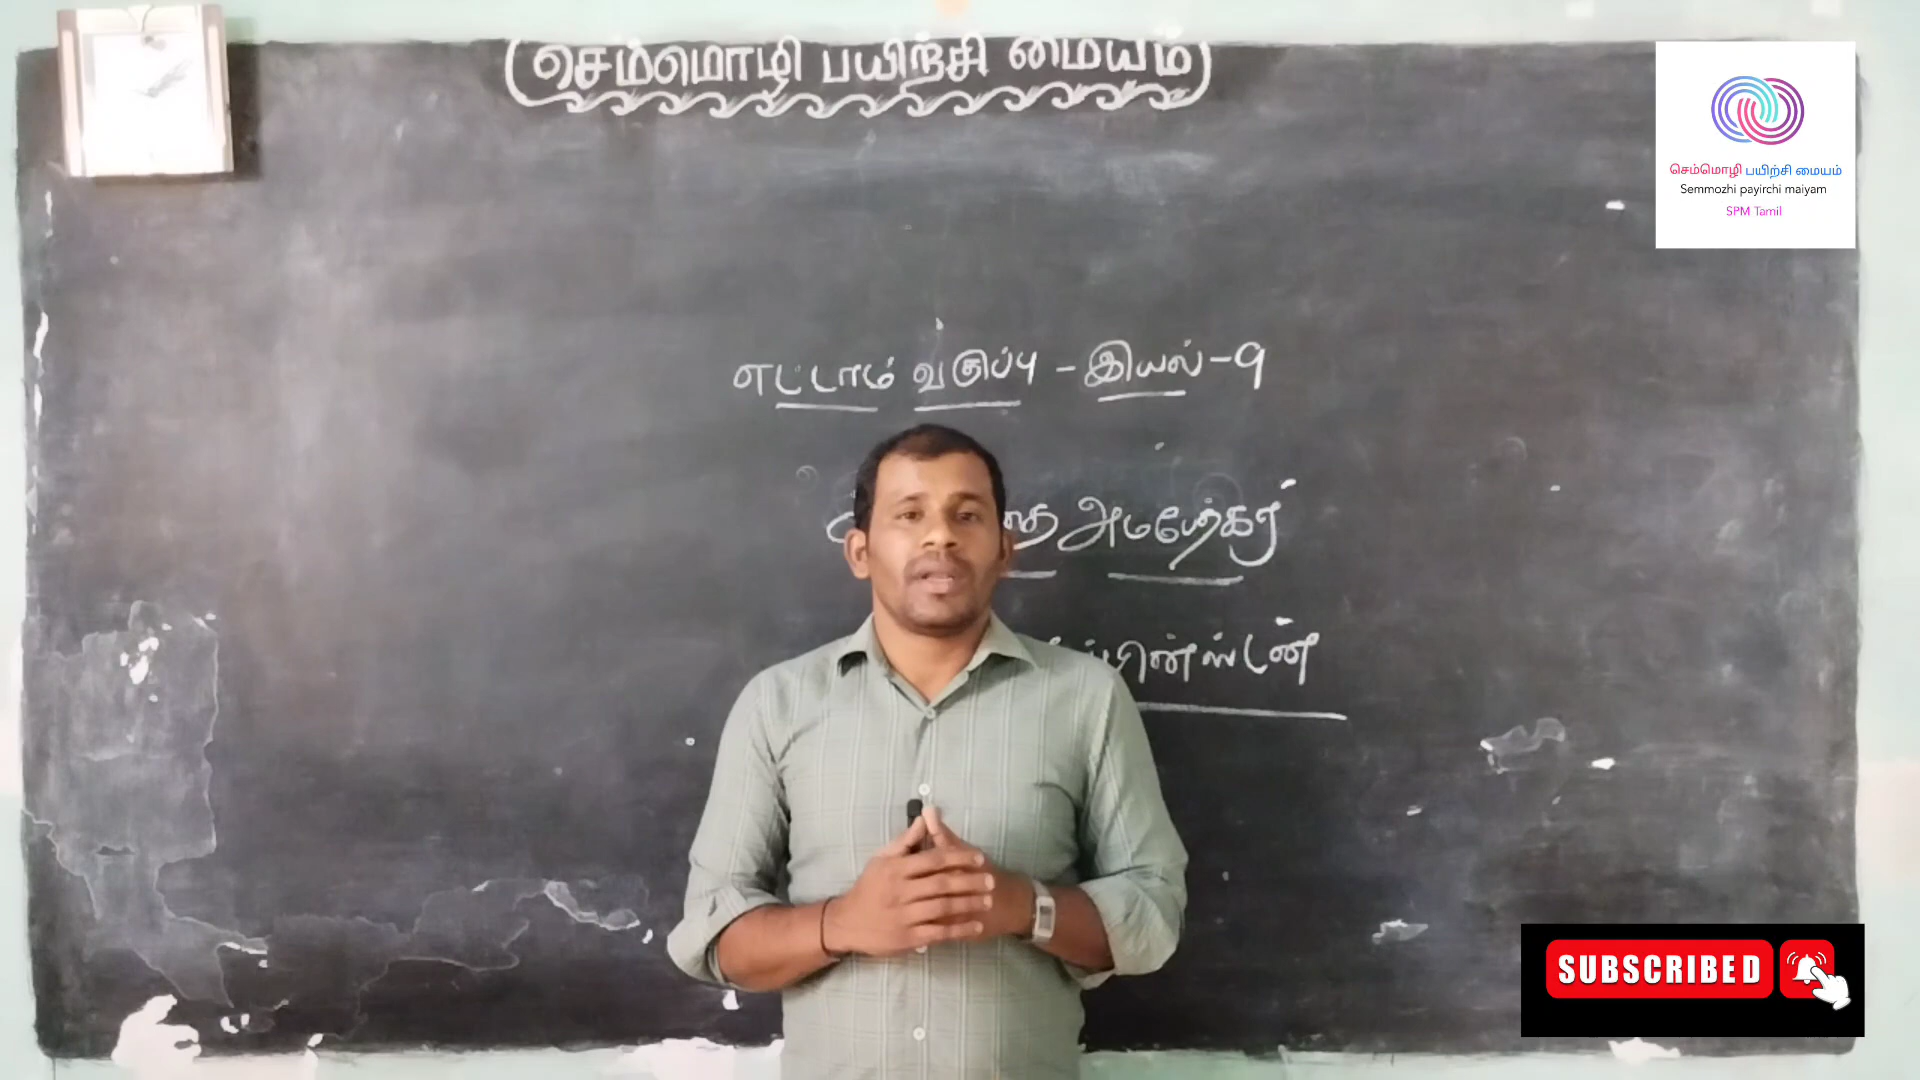 செம்மொழி பயிற்சி மையம்
செம்மொழி பயிற்சி மையம்
Semmozhi payirchi maiyam
SPM Tamil
எட்டாம் வகுப்பு - இயல் - 9
அம்பேத்கர்
SUBSCRIBED